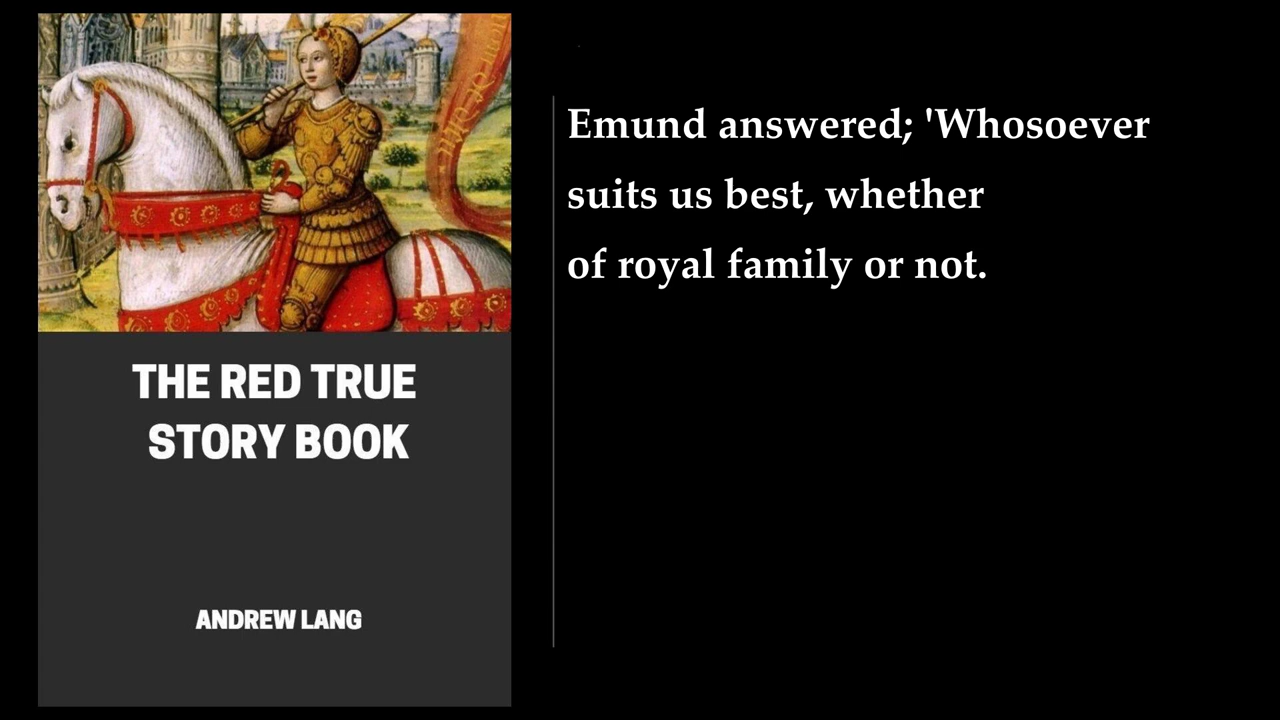 THE RED TRUE
STORY BOOK
ANDREW LANG
Emund answered; 'Whosoever
suits us best, whether
of royal family or not.